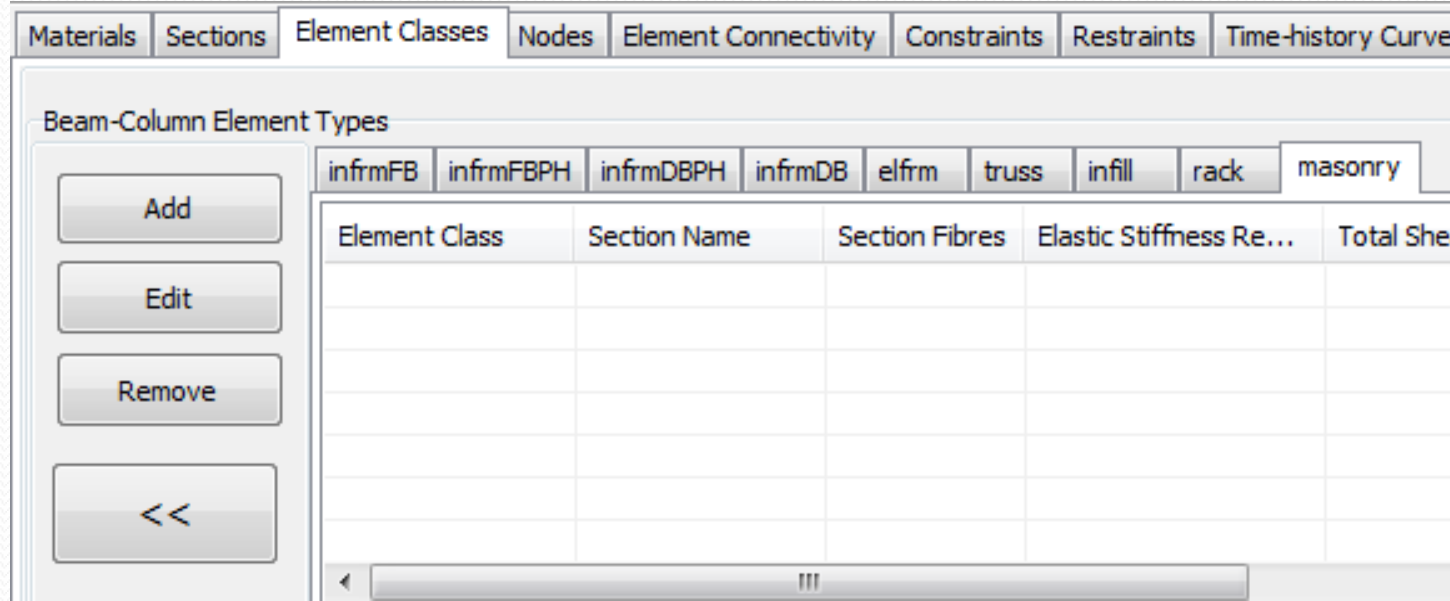 Materials Sections Element Classes Nodes Element Connectivity Constraints Restraints Time-history Curve
Beam-Column Element Types
infrmFB infrmFBPH infrmDBPH infrmDB elfrm truss infill rack masonry
Add
Element Class Section Name Section Fibres Elastic Stiffness Re... Total She
Edit
Remove
<<